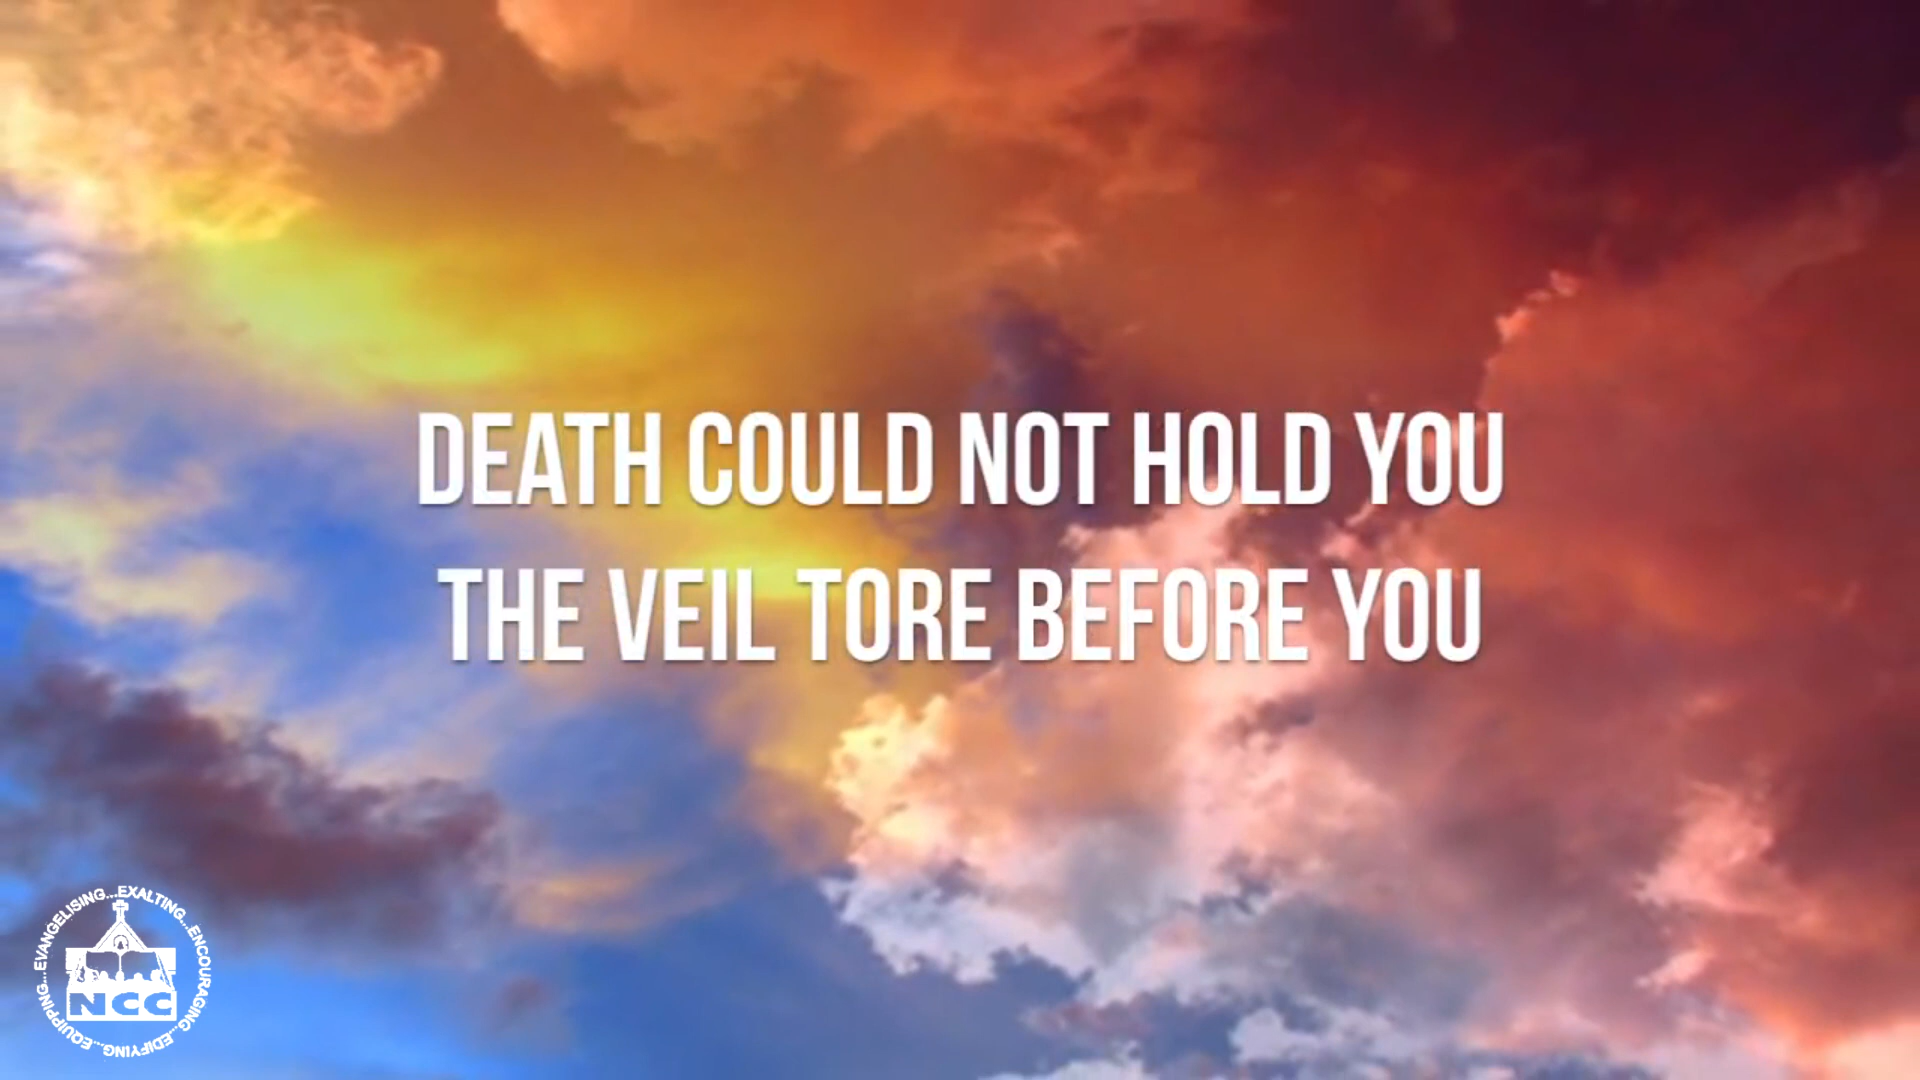 DEATH COULD NOT HOLD YOU
THE VEIL TORE BEFORE YOU
EVANGELISING...EXALTING...ENCOURAGING...EDIFYING...EQUIPPING...
NCC